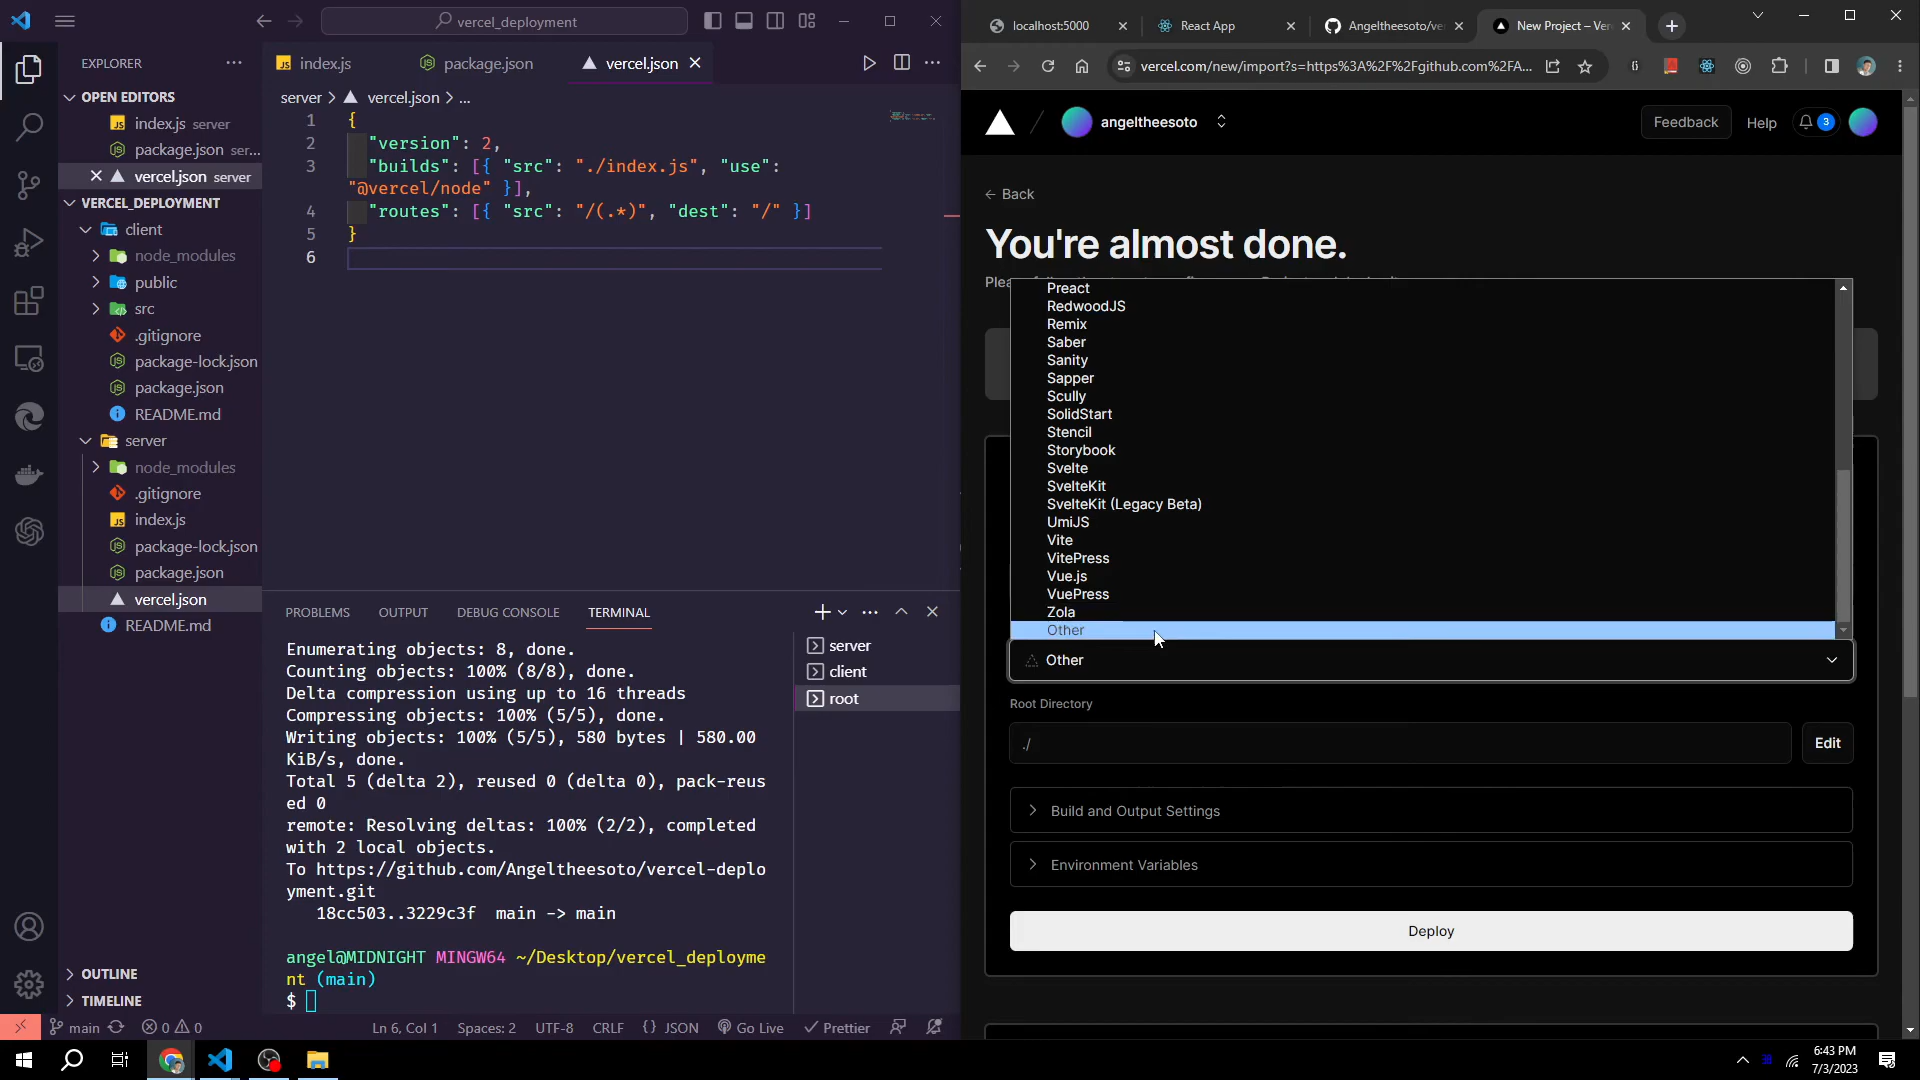 vercel_deployment
EXPLORER
OPEN EDITORS
index.js server
package.json ser...
vercel.json server
VERCEL_DEPLOYMENT
client
node_modules
public
src
.gitignore
package-lock.json
package.json
README.md
server
node_modules
.gitignore
index.js
package-lock.json
package.json
vercel.json
README.md
OUTLINE
TIMELINE
index.js
package.json
vercel.json
server > vercel.json > ...
1 {
2 "version": 2,
3 "builds": [{ "src": "./index.js", "use":
"@vercel/node" }],
4 "routes": [{ "src": "/(.*)", "dest": "/" }]
5 }
6
PROBLEMS OUTPUT DEBUG CONSOLE TERMINAL
Enumerating objects: 8, done.
Counting objects: 100% (8/8), done.
Delta compression using up to 16 threads
Compressing objects: 100% (5/5), done.
Writing objects: 100% (5/5), 580 bytes | 580.00
KiB/s, done.
Total 5 (delta 2), reused 0 (delta 0), pack-reus
ed 0
remote: Resolving deltas: 100% (2/2), completed
with 2 local objects.
To https://github.com/Angeltheesoto/vercel-deplo
yment.git
18cc503..3229c3f main -> main
angel@MIDNIGHT MINGW64 ~/Desktop/vercel_deployme
nt (main)
$
server
client
root
main 0 0 Ln 6, Col 1 Spaces: 2 UTF-8 CRLF {} JSON Go Live Prettier
localhost:5000
React App
Angeltheesoto/ve
New Project – Ver
vercel.com/new/import?s=https%3A%2F%2Fgithub.com%2FA...
angeltheesoto
Feedback
Help
3
← Back
You're almost done.
Preact
RedwoodJS
Remix
Saber
Sanity
Sapper
Scully
SolidStart
Stencil
Storybook
Svelte
SvelteKit
SvelteKit (Legacy Beta)
UmiJS
Vite
VitePress
Vue.js
VuePress
Zola
Other
Other
Root Directory
./
Edit
Build and Output Settings
Environment Variables
Deploy
6:43 PM
7/3/2023